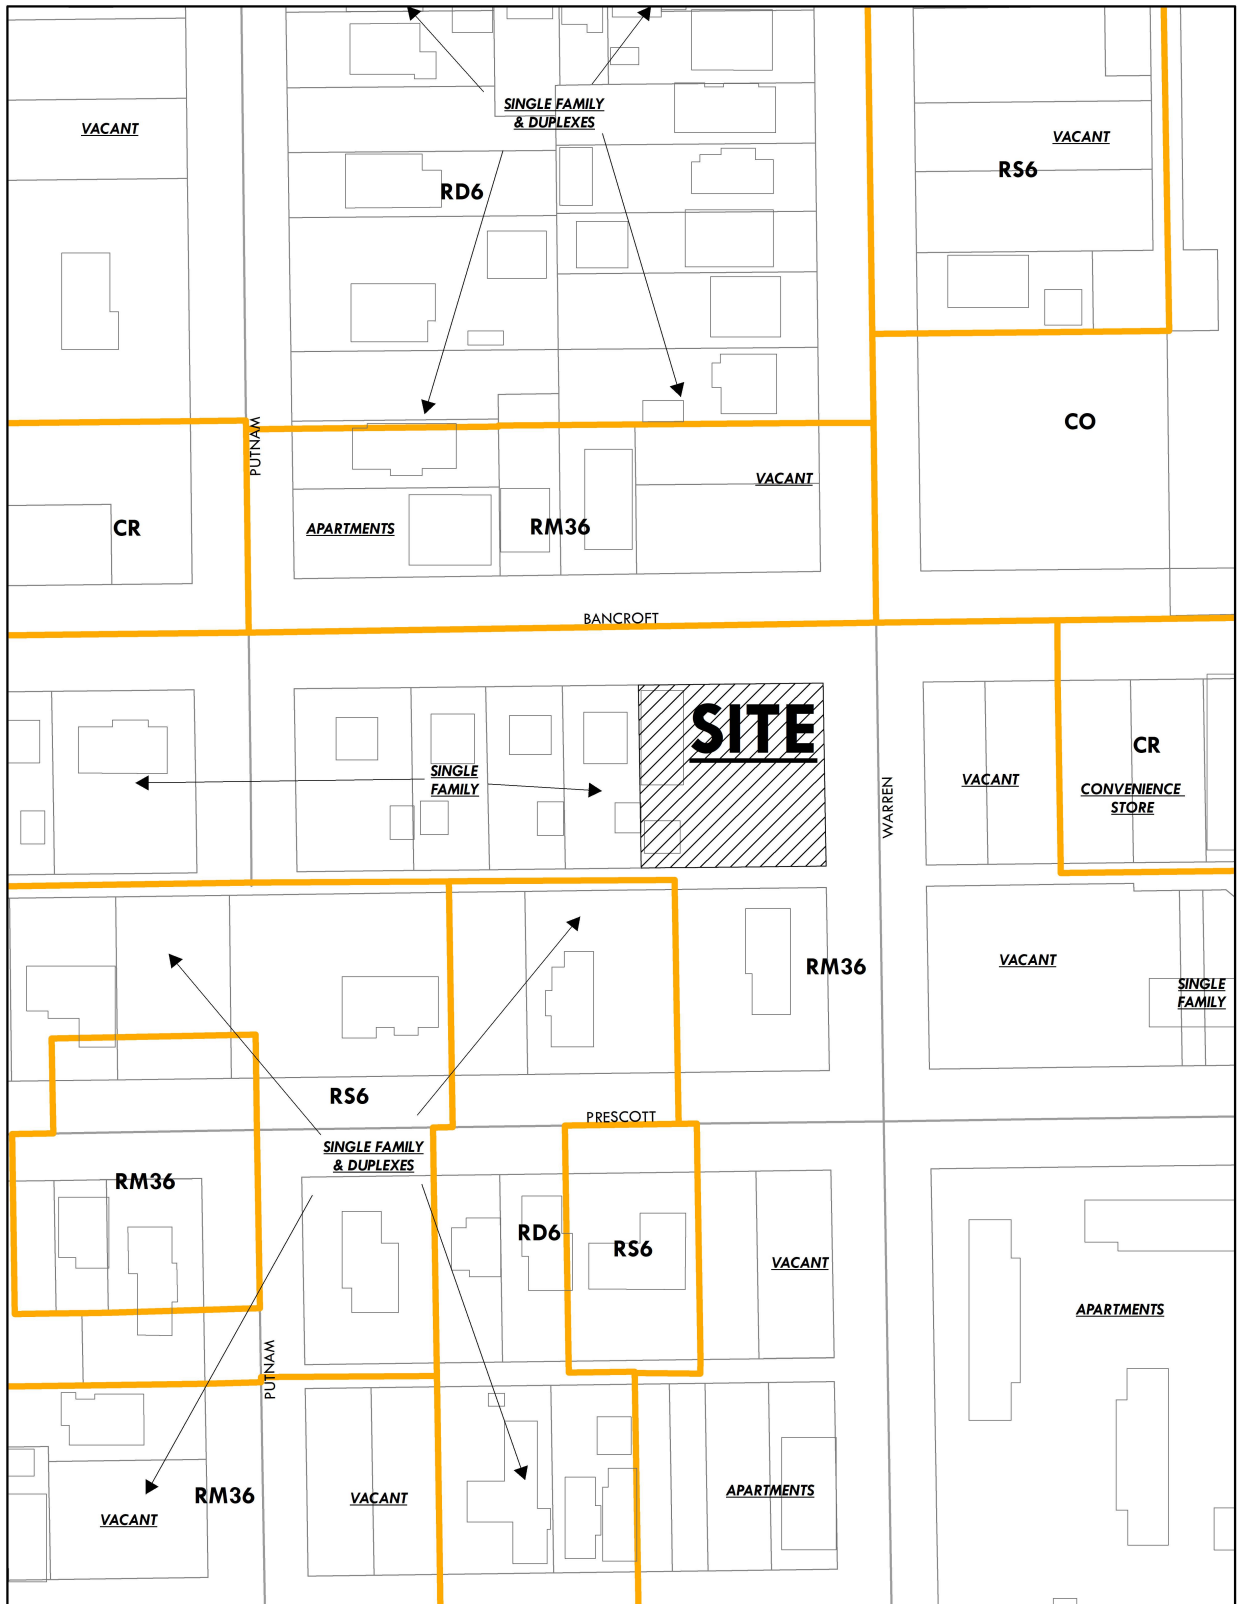 SINGLE FAMILY
& DUPLEXES
VACANT
VACANT
RS6
RD6
CO
PUTNAM
VACANT
CR
APARTMENTS
RM36
BANCROFT
SITE
CR
SINGLE
FAMILY
VACANT
CONVENIENCE
STORE
WARREN
VACANT
RM36
SINGLE
FAMILY
RS6
PRESCOTT
SINGLE FAMILY
& DUPLEXES
RM36
RD6
RS6
VACANT
APARTMENTS
PUTNAM
RM36
VACANT
APARTMENTS
VACANT